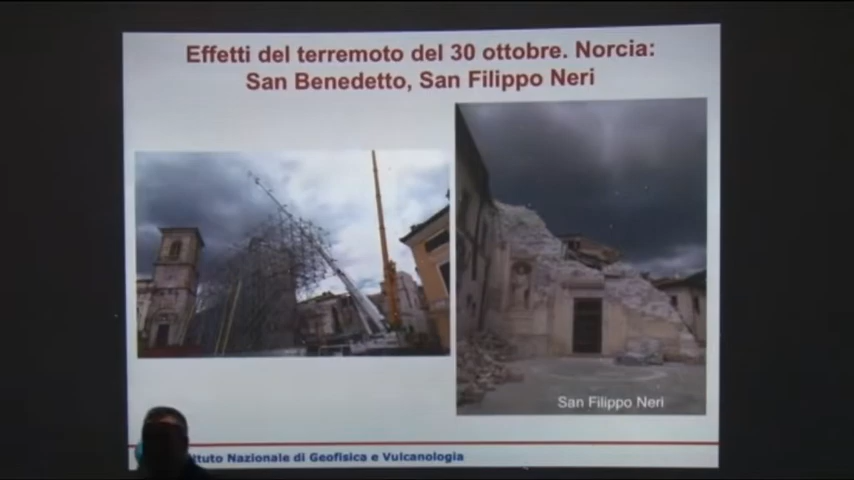 Effetti del terremoto del 30 ottobre. Norcia:
San Benedetto, San Filippo Neri
San Filippo Neri
Nazionale di Geofisica e Vulcanologia